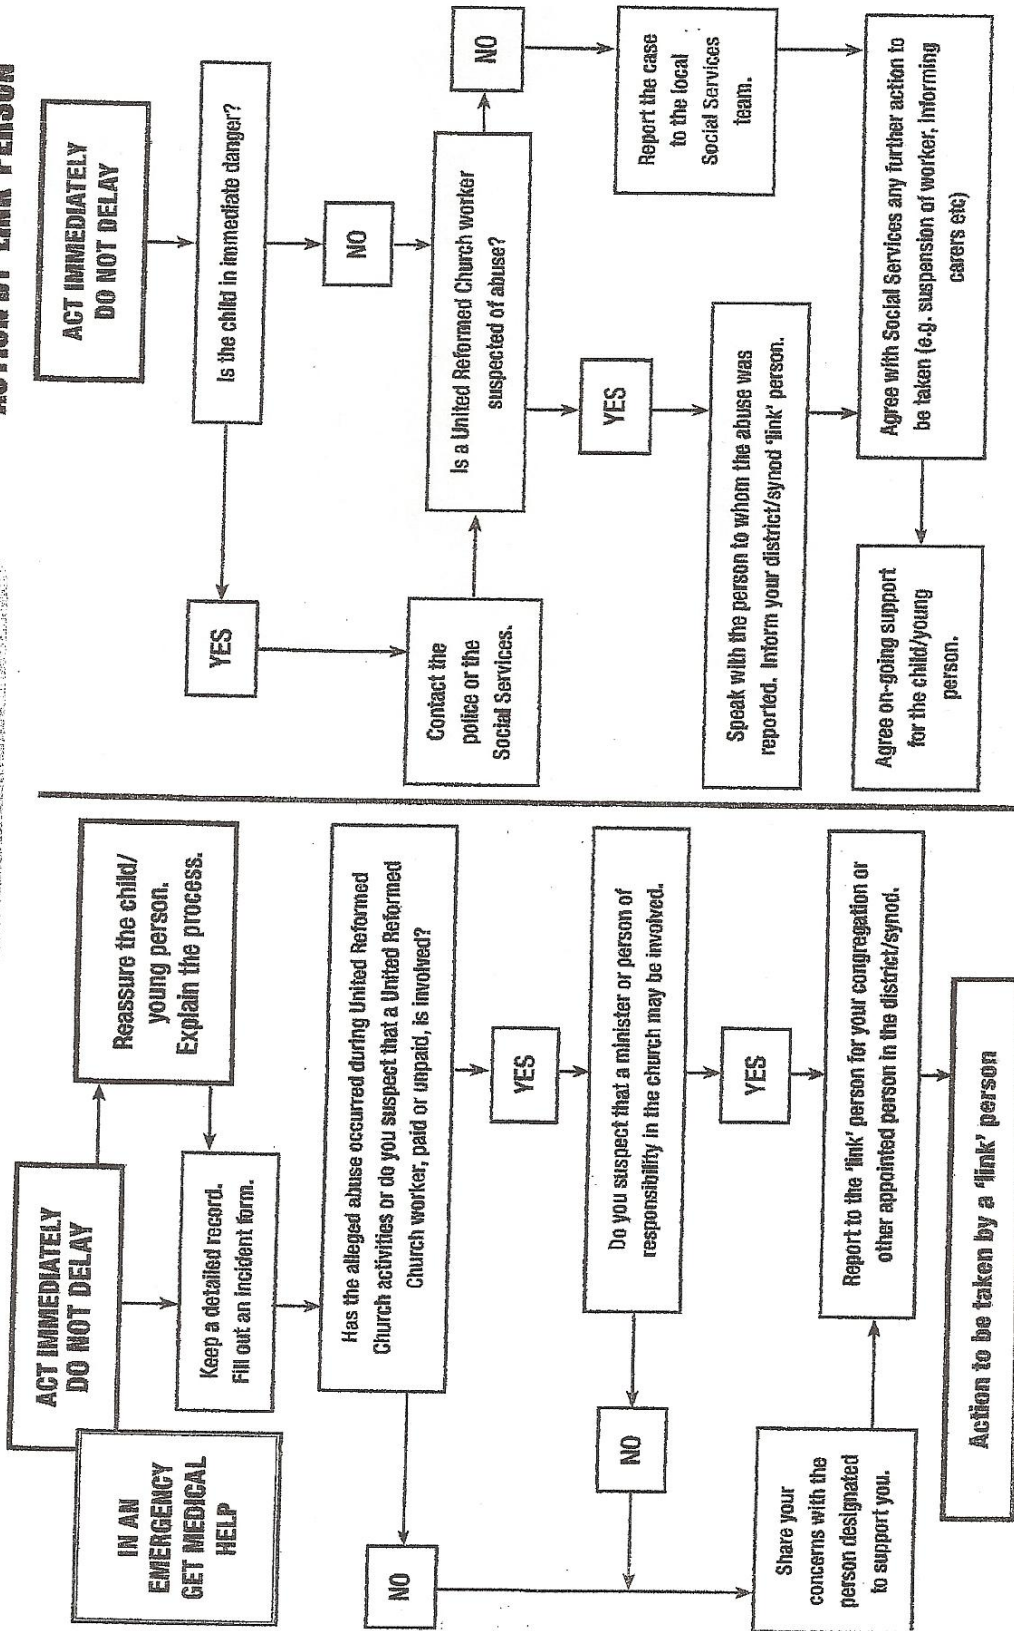 ACT IMMEDIATELY
DO NOT DELAY
IN AN
EMERGENCY
GET MEDICAL
HELP
Reassure the child/
young person.
Explain the process.
Keep a detailed record.
Fill out an incident form.
Has the alleged abuse occurred during United Reformed
Church activities or do you suspect that a United Reformed
Church worker, paid or unpaid, is involved?
NO
YES
Do you suspect that a minister or person of
responsibility in the church may be involved.
NO
YES
Share your
concerns with the
person designated
to support you.
Report to the 'link' person for your congregation or
other appointed person in the district/synod.
Action to be taken by a 'link' person
ACTION BY LINK PERSON
ACT IMMEDIATELY
DO NOT DELAY
Is the child in immediate danger?
YES
NO
Contact the
police or the
Social Services.
Is a United Reformed Church worker
suspected of abuse?
NO
YES
Report the case
to the local
Social Services
team.
Speak with the person to whom the abuse was
reported. Inform your district/synod 'link' person.
Agree with Social Services any further action to
be taken (e.g. suspension of worker, informing
carers etc)
Agree on-going support
for the child/young
person.